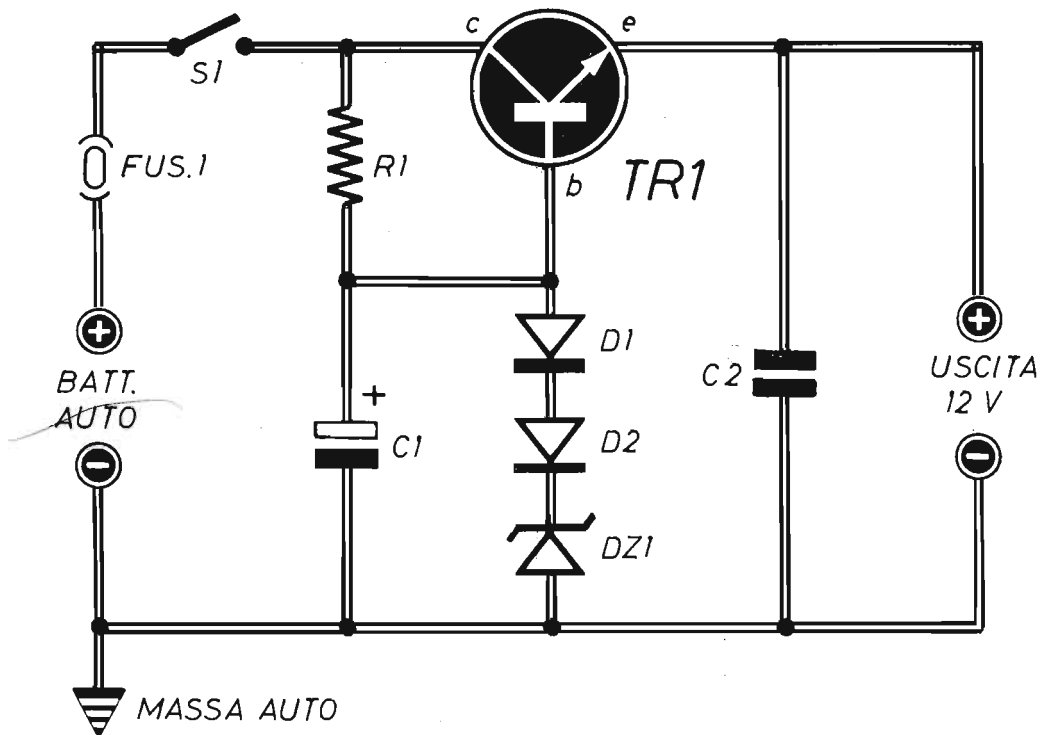 c
e
S1
FUS.1
R1
b
TR1
+
BATT.
AUTO
-
+
C1
D1
D2
DZ1
C2
+
USCITA
12 V
-
MASSA AUTO